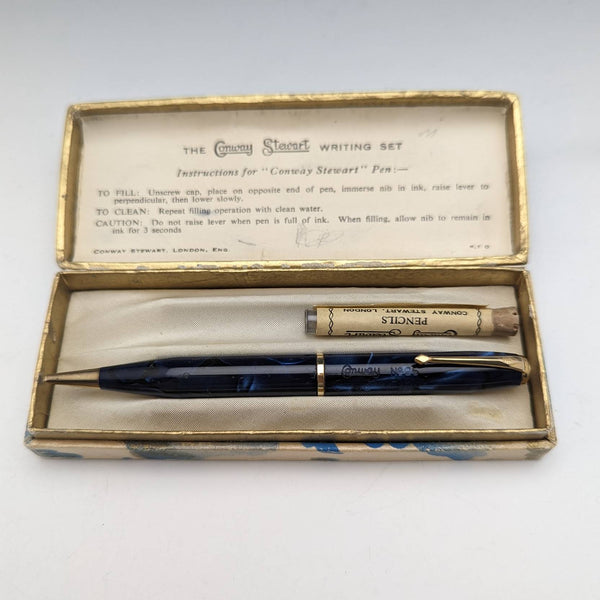 THE Conway Stewart WRITING SET
Instructions for "Conway Stewart" Pen:—
TO FILL: Unscrew cap, place on opposite end of pen, immerse nib in ink, raise lever to
perpendicular, then lower slowly.
TO CLEAN: Repeat filling operation with clean water.
CAUTION: Do not raise lever when pen is full of ink. When filling, allow nib to remain in
ink for 3 seconds
CONWAY STEWART, LONDON, ENG.
Conway Stewart
PENCILS
CONWAY STEWART, LONDON
Conway